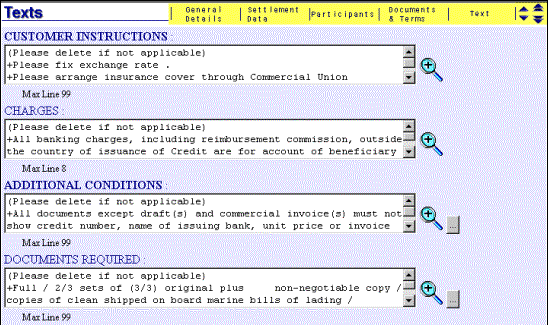 Texts
General Details
Settlement Data
Participants
Documents & Terms
Text
CUSTOMER INSTRUCTIONS :
(Please delete if not applicable)
+Please fix exchange rate .
+Please arrange insurance cover through Commercial Union
Max Line 99
CHARGES :
(Please delete if not applicable)
+All banking charges, including reimbursement commission, outside
the country of issuance of Credit are for account of beneficiary
Max Line 8
ADDITIONAL CONDITIONS :
(Please delete if not applicable)
+All documents except draft(s) and commercial invoice(s) must not
show credit number, name of issuing bank, unit price or invoice
...
Max Line 99
DOCUMENTS REQUIRED :
(Please delete if not applicable)
+Full / 2/3 sets of (3/3) original plus non-negotiable copy /
copies of clean shipped on board marine bills of lading /
...
Max Line 99